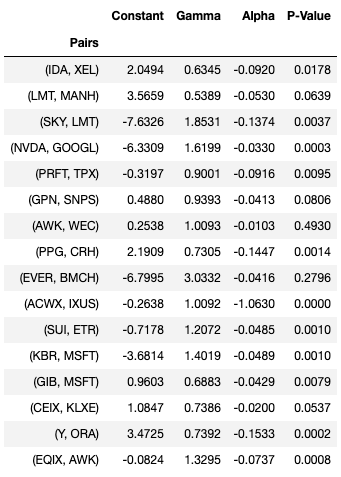 Constant Gamma Alpha P-Value
Pairs
(IDA, XEL) 2.0494 0.6345 -0.0920 0.0178
(LMT, MANH) 3.5659 0.5389 -0.0530 0.0639
(SKY, LMT) -7.6326 1.8531 -0.1374 0.0037
(NVDA, GOOGL) -6.3309 1.6199 -0.0330 0.0003
(PRFT, TPX) -0.3197 0.9001 -0.0916 0.0095
(GPN, SNPS) 0.4880 0.9393 -0.0413 0.0806
(AWK, WEC) 0.2538 1.0093 -0.0103 0.4930
(PPG, CRH) 2.1909 0.7305 -0.1447 0.0014
(EVER, BMCH) -6.7995 3.0332 -0.0416 0.2796
(ACWX, IXUS) -0.2638 1.0092 -1.0630 0.0000
(SUI, ETR) -0.7178 1.2072 -0.0485 0.0010
(KBR, MSFT) -3.6814 1.4019 -0.0489 0.0010
(GIB, MSFT) 0.9603 0.6883 -0.0429 0.0079
(CEIX, KLXE) 1.0847 0.7386 -0.0200 0.0537
(Y, ORA) 3.4725 0.7392 -0.1533 0.0002
(EQIX, AWK) -0.0824 1.3295 -0.0737 0.0008